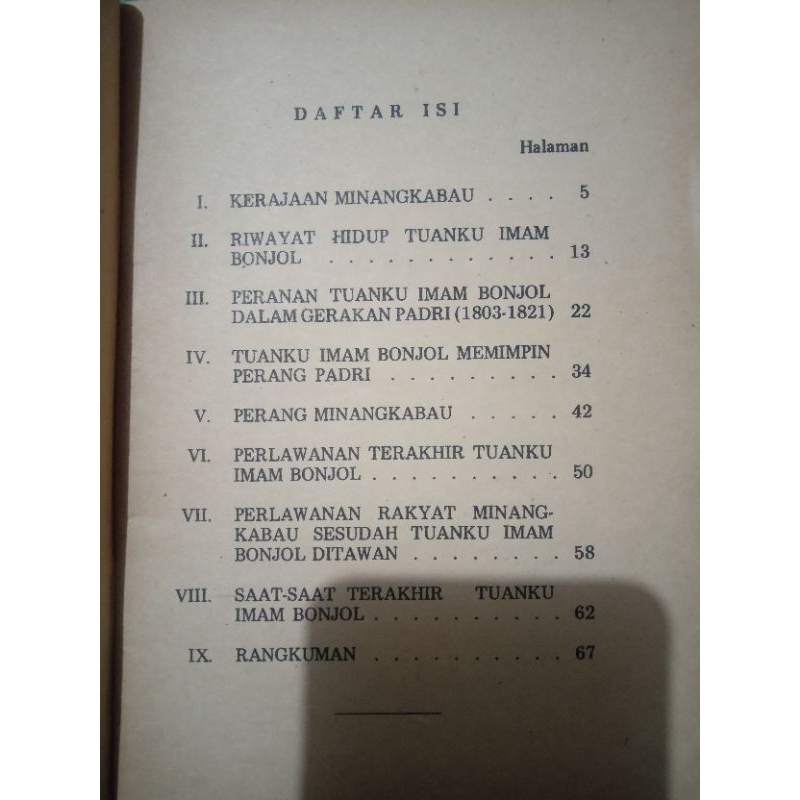 DAFTAR ISI
Halaman
I. KERAJAAN MINANGKABAU . . . . 5
II. RIWAYAT HIDUP TUANKU IMAM
BONJOL . . . . . . . . . . . . 13
III. PERANAN TUANKU IMAM BONJOL
DALAM GERAKAN PADRI (1803-1821) 22
IV. TUANKU IMAM BONJOL MEMIMPIN
PERANG PADRI . . . . . . . . . 34
V. PERANG MINANGKABAU . . . . . 42
VI. PERLAWANAN TERAKHIR TUANKU
IMAM BONJOL . . . . . . . . . . 50
VII. PERLAWANAN RAKYAT MINANG-
KABAU SESUDAH TUANKU IMAM
BONJOL DITAWAN . . . . . . . . 58
VIII. SAAT-SAAT TERAKHIR TUANKU
IMAM BONJOL . . . . . . . . . . 62
IX. RANGKUMAN . . . . . . . . . . 67